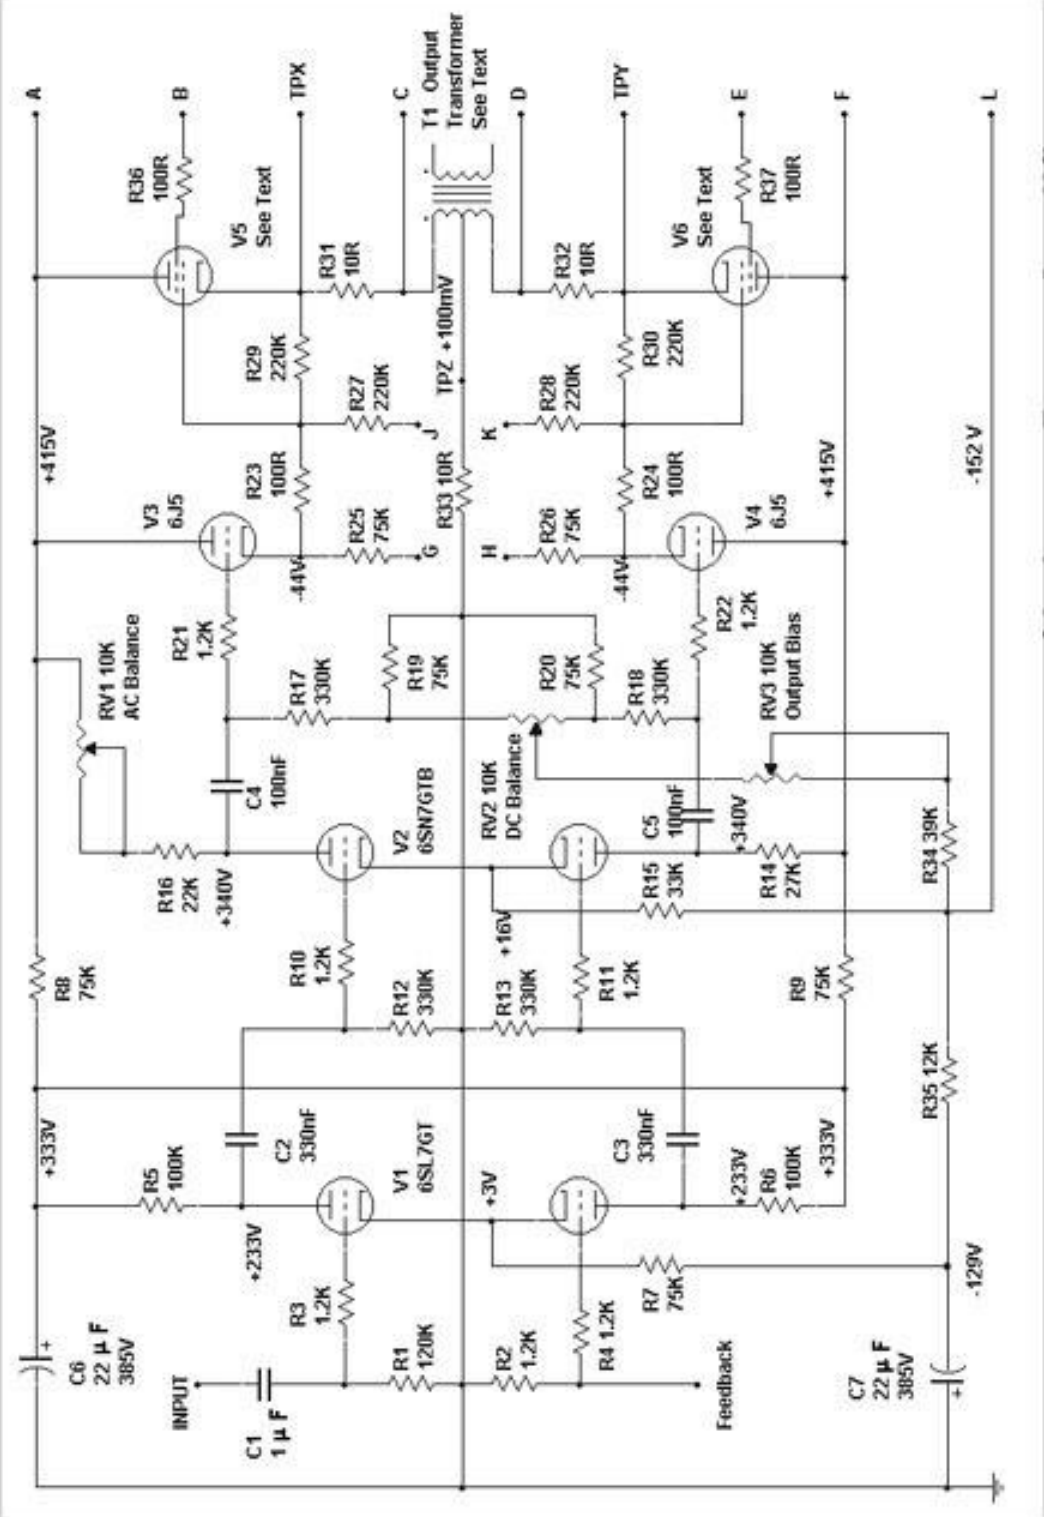 A
B
TPX
C
T1 Output
Transformer
See Text
D
TPY
E
F
L
R36
100R
V5
See Text
R31
10R
R32
10R
V6
See Text
R37
100R
+415V
R29
220K
R27
220K
TPZ +100mV
R28
220K
R30
220K
J
K
V3
6J5
R23
100R
R25
75K
G
R33 10R
H
R26
75K
R24
100R
V4
6J5
+415V
-152 V
-44V
-44V
RV1 10K
AC Balance
R21
1.2K
R17
330K
R19
75K
R20
75K
R18
330K
R22
1.2K
RV3 10K
Output Bias
C4
100nF
V2
6SN7GTB
RV2 10K
DC Balance
C5
100nF
+340V
R16
22K
+340V
R15
33K
R14
27K
R34 39K
+16V
R8
75K
R10
1.2K
R12
330K
R13
330K
R11
1.2K
R9
75K
R35 12K
+333V
R5
100K
C2
330nF
V1
6SL7GT
+3V
C3
330nF
+233V
R6
100K
+333V
+233V
R3
1.2K
R7
75K
-129V
C6
22 µ F
385V
+
INPUT
C1
1 µ F
R1
120K
R2
1.2K
R4 1.2K
Feedback
C7
22 µ F
385V
+